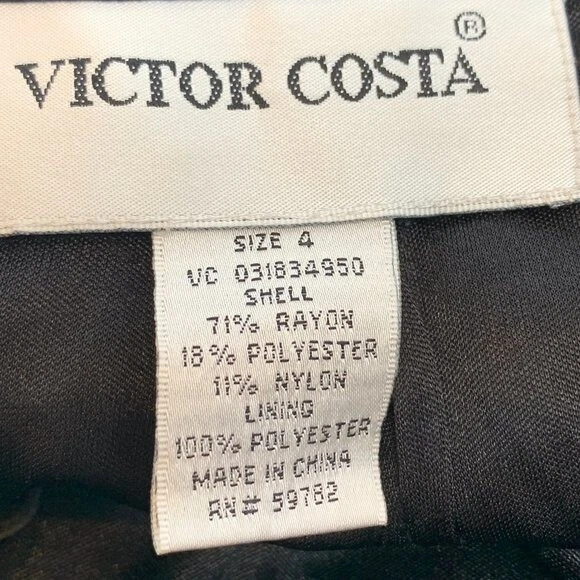 VICTOR COSTA®
SIZE 4
VC 031834950
SHELL
71% RAYON
18% POLYESTER
11% NYLON
LINING
100% POLYESTER
MADE IN CHINA
RN# 59782